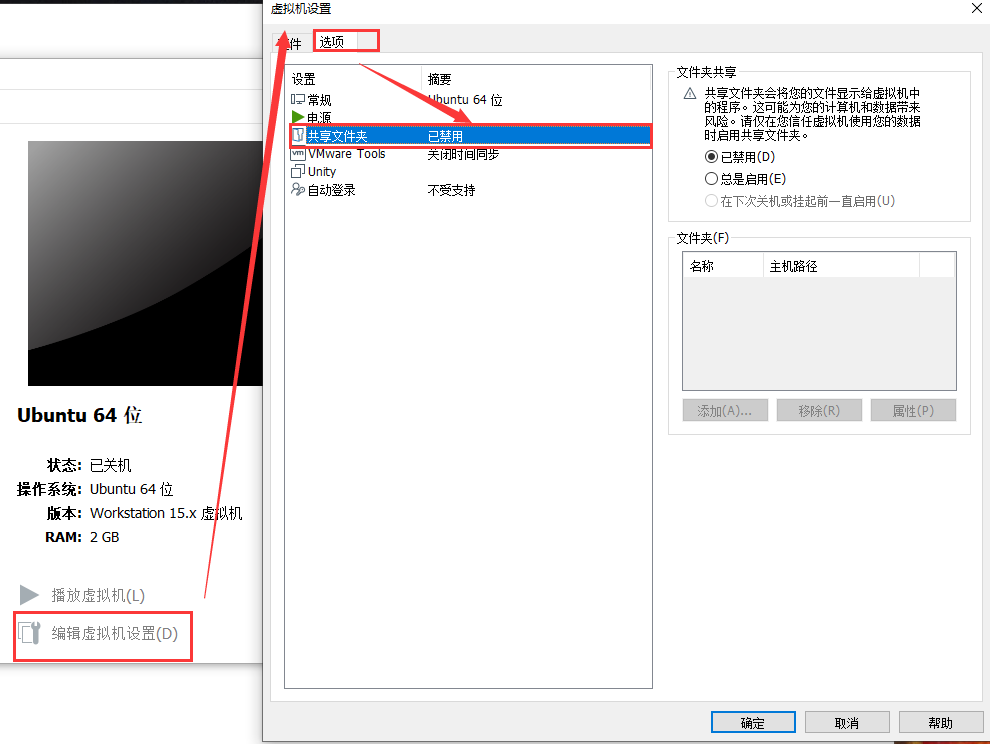 虚拟机设置
件
选项
设置
摘要
常规
Ubuntu 64 位
电源
共享文件夹
已禁用
VMware Tools
关闭时间同步
Unity
自动登录
不受支持
文件夹共享
共享文件夹会将您的文件显示给虚拟机中
的程序。这可能为您的计算机和数据带来
风险。请仅在您信任虚拟机使用您的数据
时启用共享文件夹。
已禁用(D)
总是启用(E)
在下次关机或挂起前一直启用(U)
文件夹(F)
名称
主机路径
添加(A)...
移除(R)
属性(P)
Ubuntu 64 位
状态: 已关机
操作系统: Ubuntu 64 位
版本: Workstation 15.x 虚拟机
RAM: 2 GB
播放虚拟机(L)
编辑虚拟机设置(D)
确定
取消
帮助